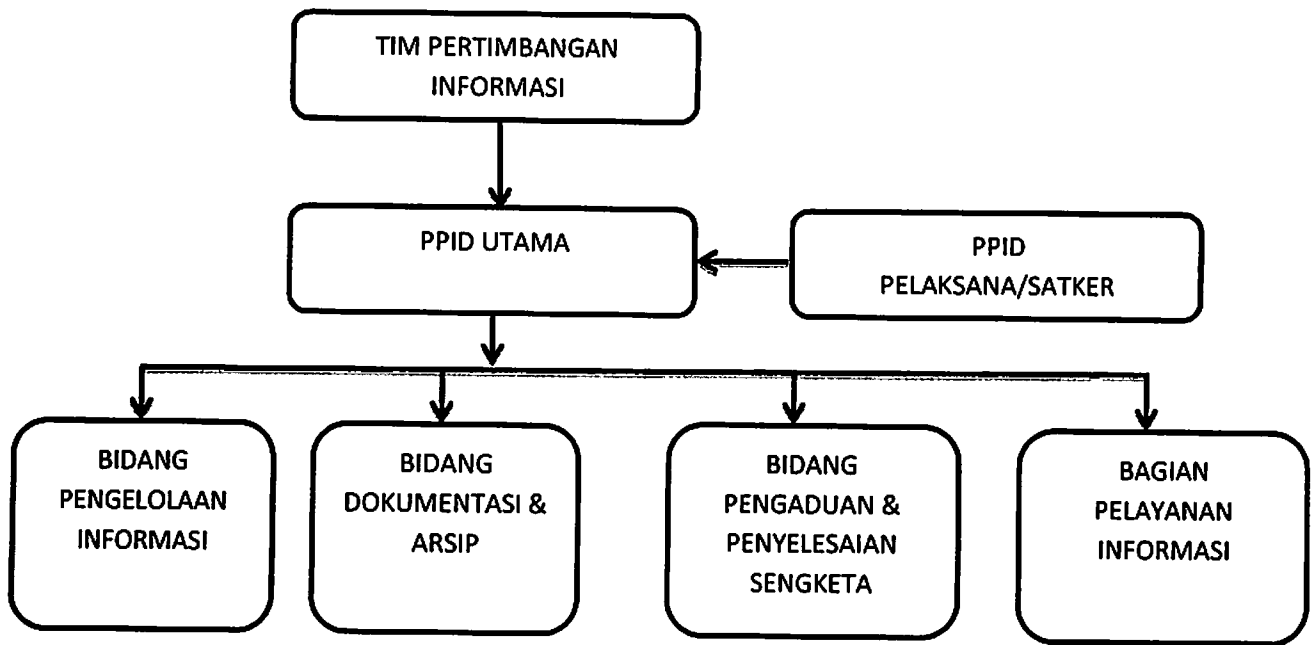 TIM PERTIMBANGAN
INFORMASI
PPID UTAMA
PPID
PELAKSANA/SATKER
BIDANG
PENGELOLAAN
INFORMASI
BIDANG
DOKUMENTASI &
ARSIP
BIDANG
PENGADUAN &
PENYELESAIAN
SENGKETA
BAGIAN
PELAYANAN
INFORMASI